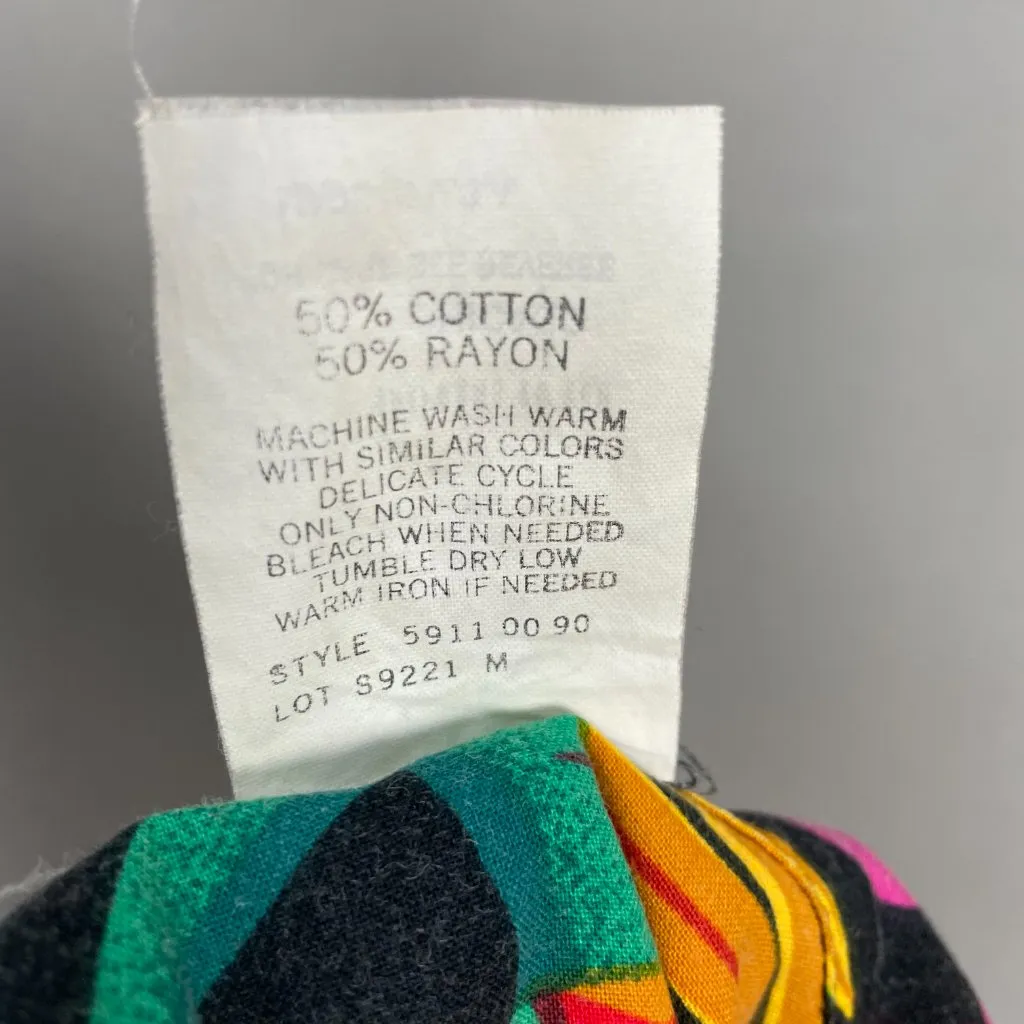 50% COTTON
50% RAYON
MACHINE WASH WARM
WITH SIMILAR COLORS
DELICATE CYCLE
ONLY NON-CHLORINE
BLEACH WHEN NEEDED
TUMBLE DRY LOW
WARM IRON IF NEEDED
STYLE 5911 00 90
LOT S9221 M